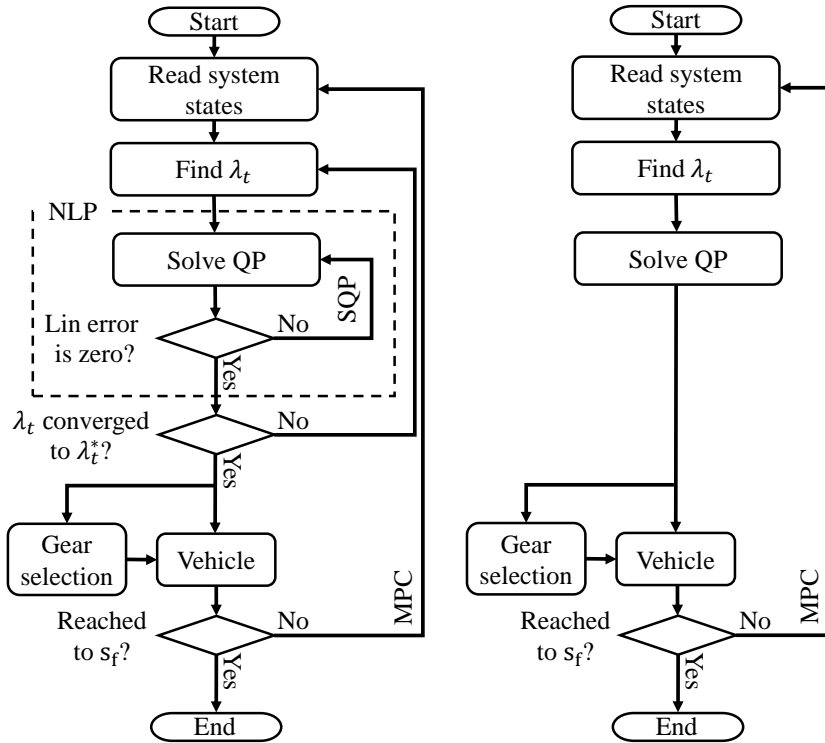 Start
Read system
states
Find λₜ
NLP
Solve QP
SQP
Lin error
is zero?
No
Yes
λₜ converged
to λₜ*?
No
Yes
Gear
selection
Vehicle
MPC
Reached
to s_f?
No
Yes
End
Start
Read system
states
Find λₜ
Solve QP
Gear
selection
Vehicle
MPC
Reached
to s_f?
No
Yes
End